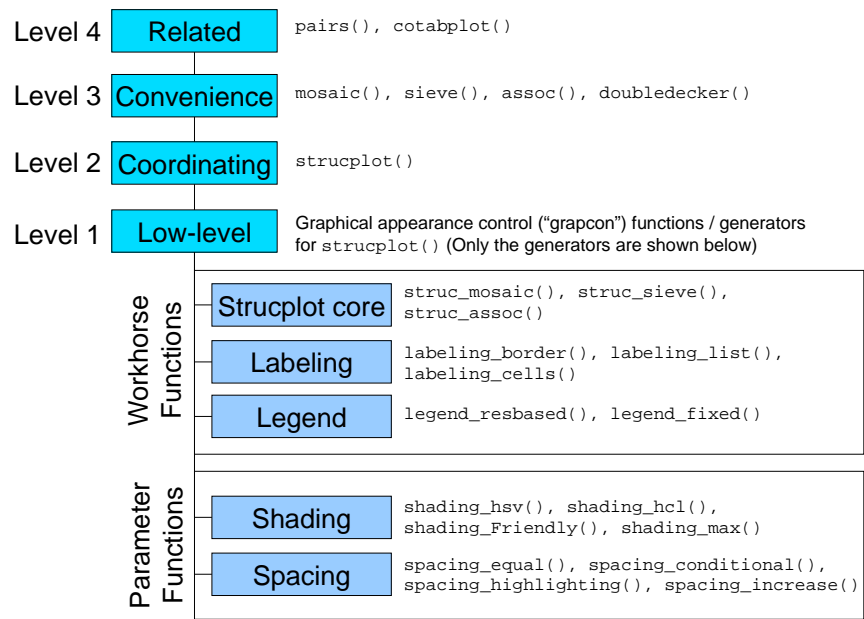 Level 4 Related pairs(), cotabplot()
Level 3 Convenience mosaic(), sieve(), assoc(), doubledecker()
Level 2 Coordinating strucplot()
Level 1 Low-level Graphical appearance control (“grapcon”) functions / generators
for strucplot() (Only the generators are shown below)
Workhorse
Functions
Strucplot core struc_mosaic(), struc_sieve(),
struc_assoc()
Labeling labeling_border(), labeling_list(),
labeling_cells()
Legend legend_resbased(), legend_fixed()
Parameter
Functions
Shading shading_hsv(), shading_hcl(),
shading_Friendly(), shading_max()
Spacing spacing_equal(), spacing_conditional(),
spacing_highlighting(), spacing_increase()